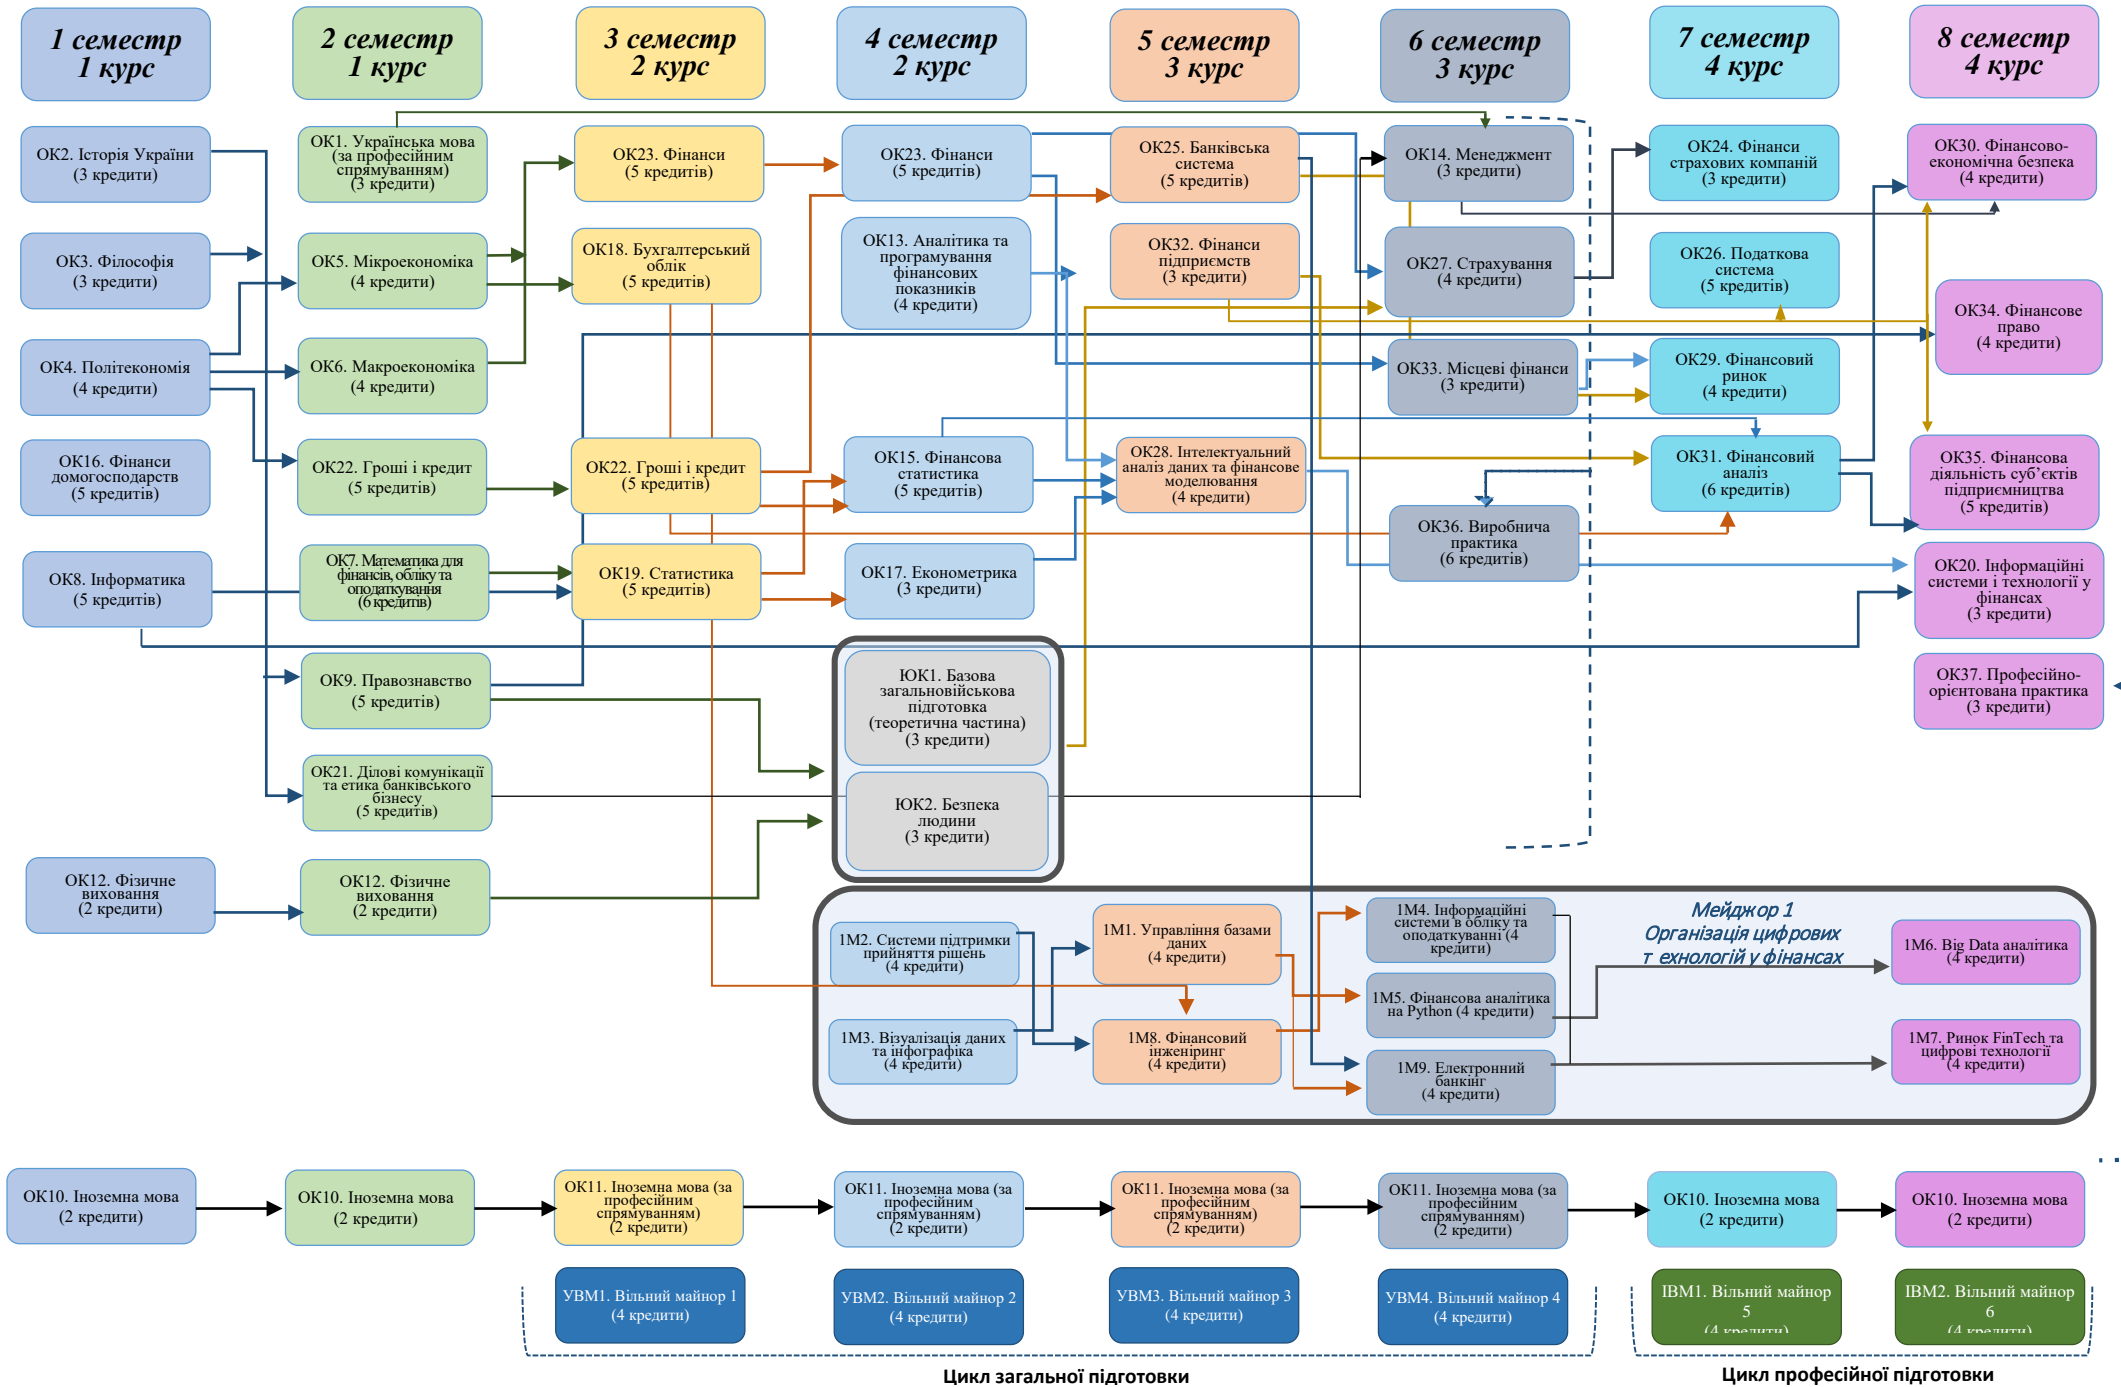 1 семестр
1 курс
2 семестр
1 курс
3 семестр
2 курс
4 семестр
2 курс
5 семестр
3 курс
6 семестр
3 курс
7 семестр
4 курс
8 семестр
4 курс
ОК2. Історія України
(3 кредити)
ОК3. Філософія
(3 кредити)
ОК4. Політекономія
(4 кредити)
ОК16. Фінанси
домогосподарств
(5 кредитів)
ОК8. Інформатика
(5 кредитів)
ОК12. Фізичне
виховання
(2 кредити)
ОК1. Українська мова
(за професійним
спрямуванням)
(3 кредити)
ОК5. Мікроекономіка
(4 кредити)
ОК6. Макроекономіка
(4 кредити)
ОК22. Гроші і кредит
(5 кредитів)
ОК7. Математика для
фінансів, обліку та
оподаткування
(6 кредитів)
ОК9. Правознавство
(5 кредитів)
ОК21. Ділові комунікації
та етика банківського
бізнесу
(5 кредитів)
ОК12. Фізичне
виховання
(2 кредити)
ОК23. Фінанси
(5 кредитів)
ОК18. Бухгалтерський
облік
(5 кредитів)
ОК22. Гроші і кредит
(5 кредитів)
ОК19. Статистика
(5 кредитів)
ОК23. Фінанси
(5 кредитів)
ОК13. Аналітика та
програмування
фінансових
показників
(4 кредити)
ОК15. Фінансова
статистика
(5 кредитів)
ОК17. Економетрика
(3 кредити)
ЮК1. Базова
загальновійськова
підготовка
(теоретична частина)
(3 кредити)
ЮК2. Безпека
людини
(3 кредити)
ОК25. Банківська
система
(5 кредитів)
ОК32. Фінанси
підприємств
(3 кредити)
ОК28. Інтелектуальний
аналіз даних та фінансове
моделювання
(4 кредити)
ОК14. Менеджмент
(3 кредити)
ОК27. Страхування
(4 кредити)
ОК33. Місцеві фінанси
(3 кредити)
ОК36. Виробнича
практика
(6 кредитів)
ОК24. Фінанси
страхових компаній
(3 кредити)
ОК26. Податкова
система
(5 кредитів)
ОК29. Фінансовий
ринок
(4 кредити)
ОК31. Фінансовий
аналіз
(6 кредитів)
ОК30. Фінансово-
економічна безпека
(4 кредити)
ОК34. Фінансове
право
(4 кредити)
ОК35. Фінансова
діяльність суб’єктів
підприємництва
(5 кредитів)
ОК20. Інформаційні
системи і технології у
фінансах
(3 кредити)
ОК37. Професійно-
орієнтована практика
(3 кредити)
1М2. Системи підтримки
прийняття рішень
(4 кредити)
1М3. Візуалізація даних
та інфографіка
(4 кредити)
1М1. Управління базами
даних
(4 кредити)
1М8. Фінансовий
інженіринг
(4 кредити)
1М4. Інформаційні
системи в обліку та
оподаткуванні (4
кредити)
1М5. Фінансова аналітика
на Python (4 кредити)
1М9. Електронний
банкінг
(4 кредити)
Мейджор 1
Організація цифрових
т ехнологій у фінансах
1М6. Big Data аналітика
(4 кредити)
1М7. Ринок FinTech та
цифрові технології
(4 кредити)
ОК10. Іноземна мова
(2 кредити)
ОК10. Іноземна мова
(2 кредити)
ОК11. Іноземна мова (за
професійним
спрямуванням)
(2 кредити)
ОК11. Іноземна мова (за
професійним
спрямуванням)
(2 кредити)
ОК11. Іноземна мова (за
професійним
спрямуванням)
(2 кредити)
ОК11. Іноземна мова (за
професійним
спрямуванням)
(2 кредити)
ОК10. Іноземна мова
(2 кредити)
ОК10. Іноземна мова
(2 кредити)
УВМ1. Вільний майнор 1
(4 кредити)
УВМ2. Вільний майнор 2
(4 кредити)
УВМ3. Вільний майнор 3
(4 кредити)
УВМ4. Вільний майнор 4
(4 кредити)
ІВМ1. Вільний майнор
5
(4 кредити)
ІВМ2. Вільний майнор
6
(4 кредити)
Цикл загальної підготовки
Цикл професійної підготовки